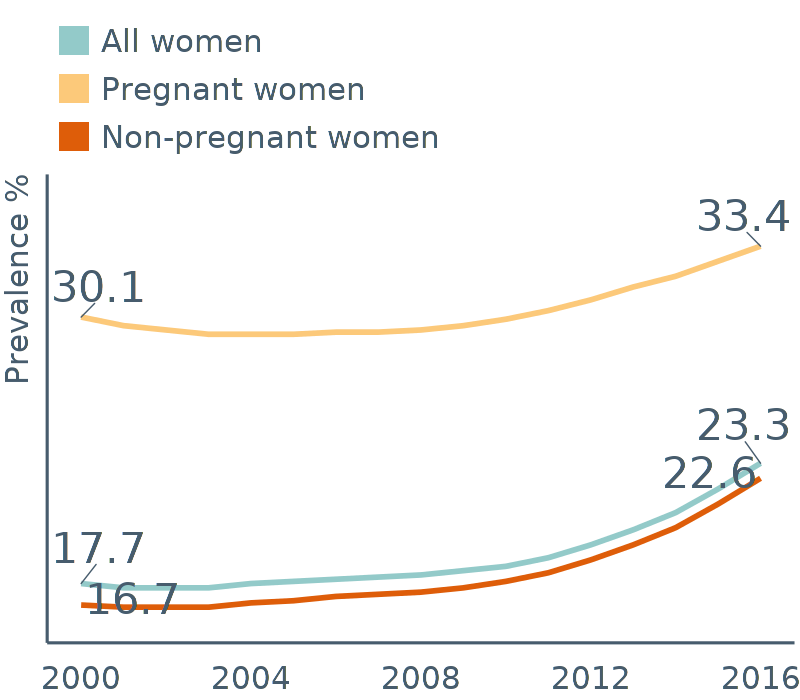 All women
Pregnant women
Non-pregnant women
Prevalence %
33.4
30.1
23.3
22.6
17.7
16.7
2000 2004 2008 2012 2016